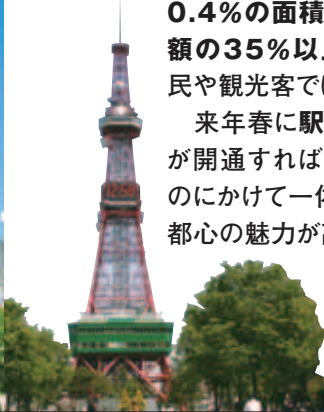 0.4%の面積
額の35%以
民や観光客で
来年春に駅
が開通すれば
のにかけて一体
都心の魅力が